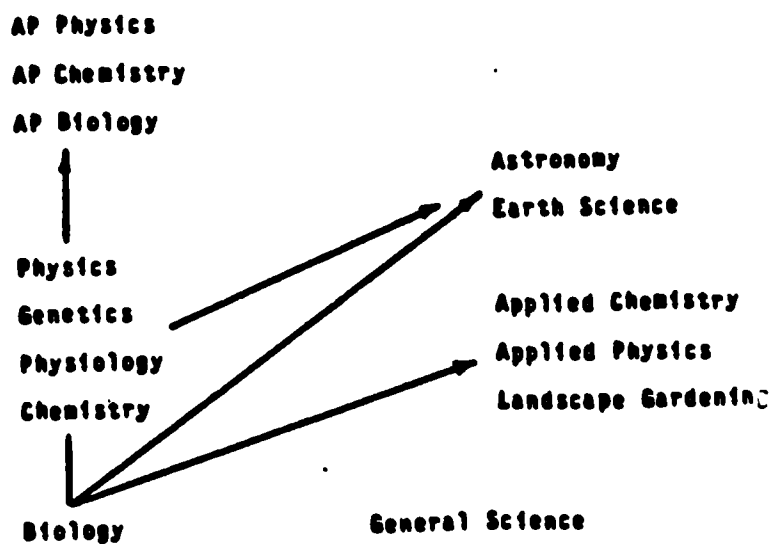 AP Physics
AP Chemistry
AP Biology
Astronomy
Earth Science
Physics
Genetics
Physiology
Chemistry
Applied Chemistry
Applied Physics
Landscape Gardening
Biology
General Science